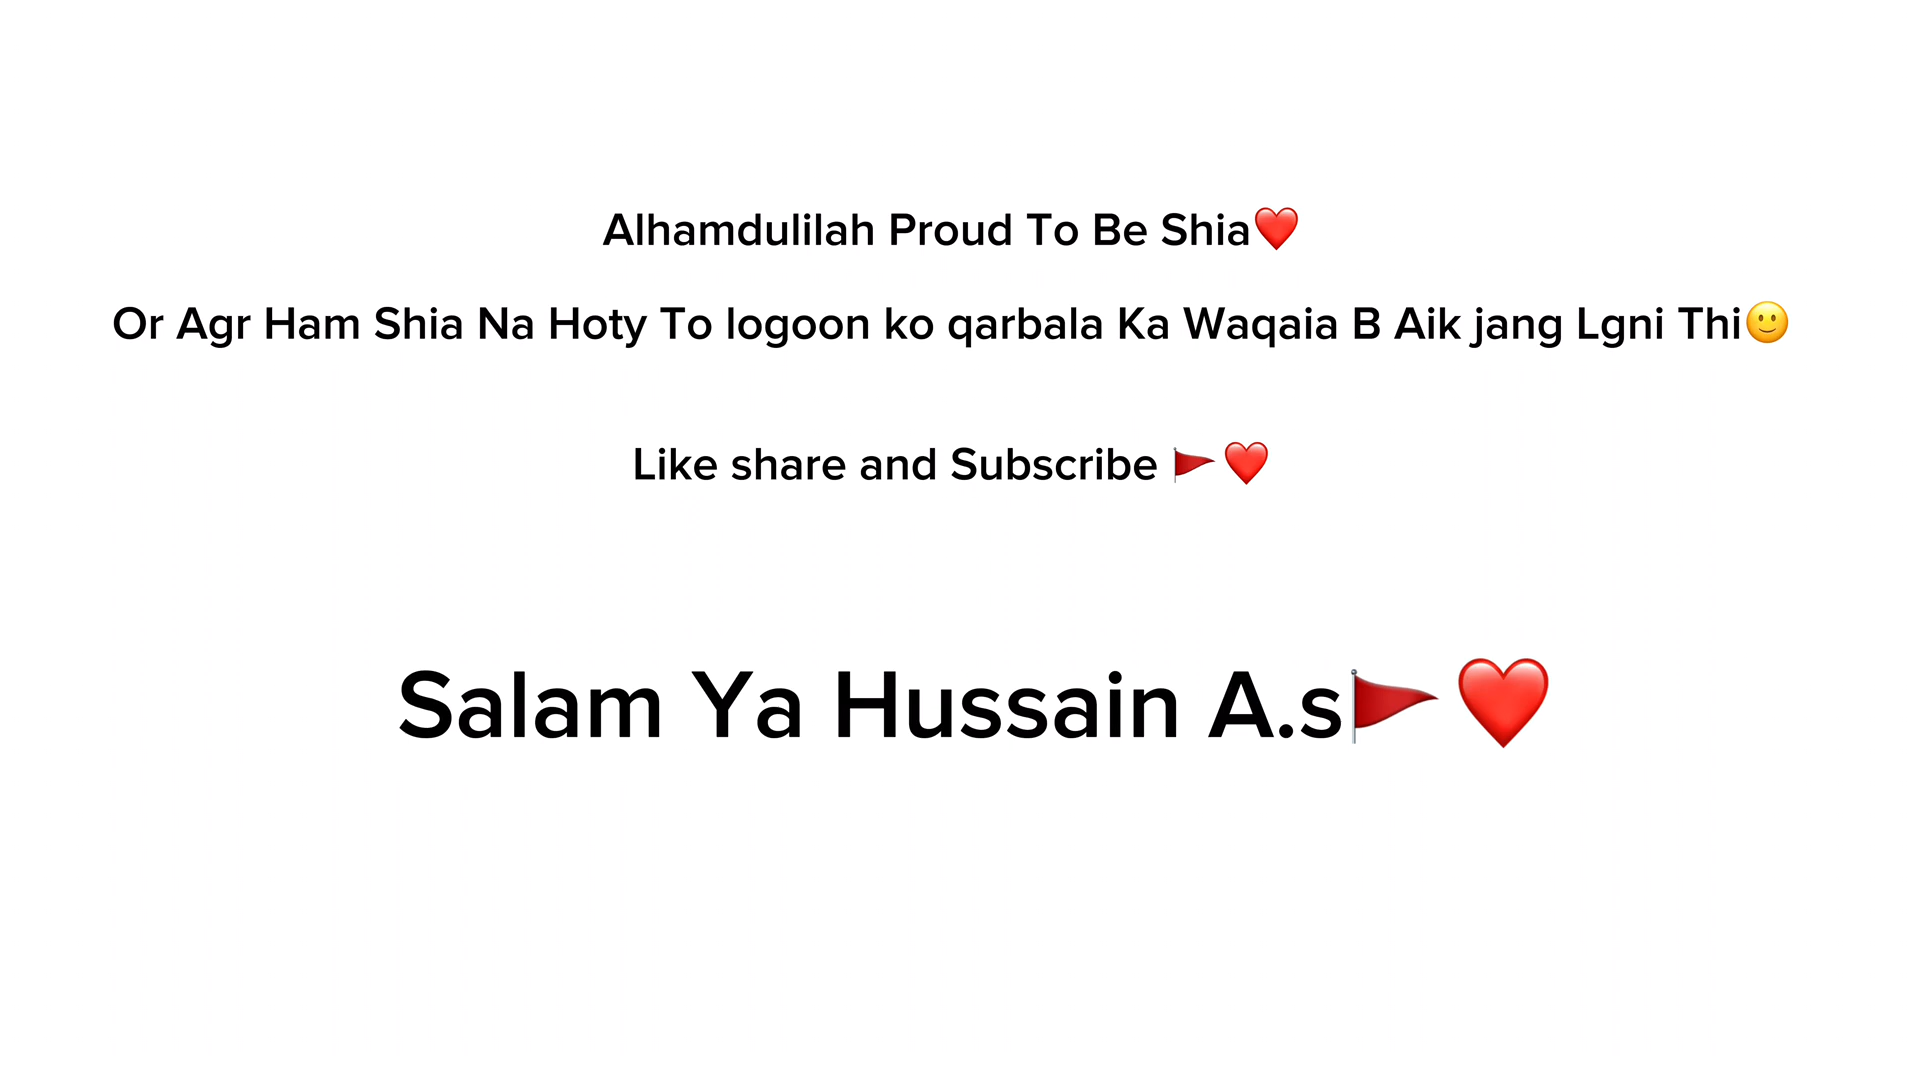 Alhamdulilah Proud To Be Shia❤️
Or Agr Ham Shia Na Hoty To logoon ko qarbala Ka Waqaia B Aik jang Lgni Thi🙂
Like share and Subscribe 🚩❤️
Salam Ya Hussain A.s🚩❤️